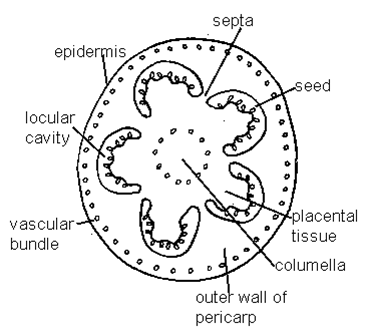 septa
epidermis
seed
locular
cavity
vascular
bundle
placental
tissue
columella
outer wall of
pericarp